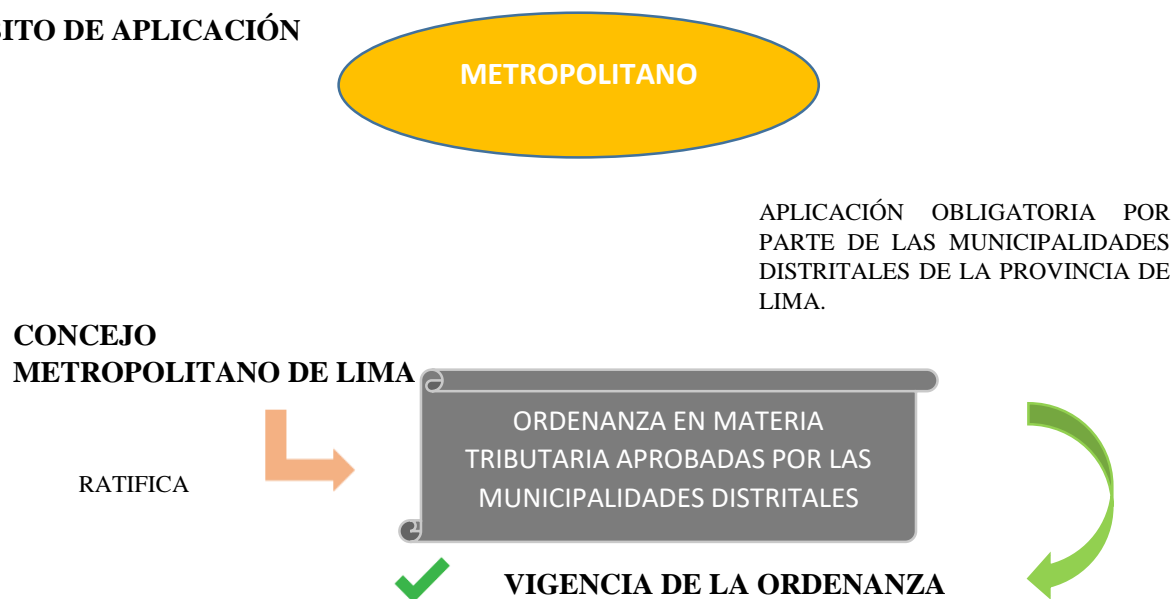 ITO DE APLICACIÓN
METROPOLITANO
APLICACIÓN OBLIGATORIA POR
PARTE DE LAS MUNICIPALIDADES
DISTRITALES DE LA PROVINCIA DE
LIMA.
CONCEJO
METROPOLITANO DE LIMA
ORDENANZA EN MATERIA
TRIBUTARIA APROBADAS POR LAS
MUNICIPALIDADES DISTRITALES
RATIFICA
VIGENCIA DE LA ORDENANZA